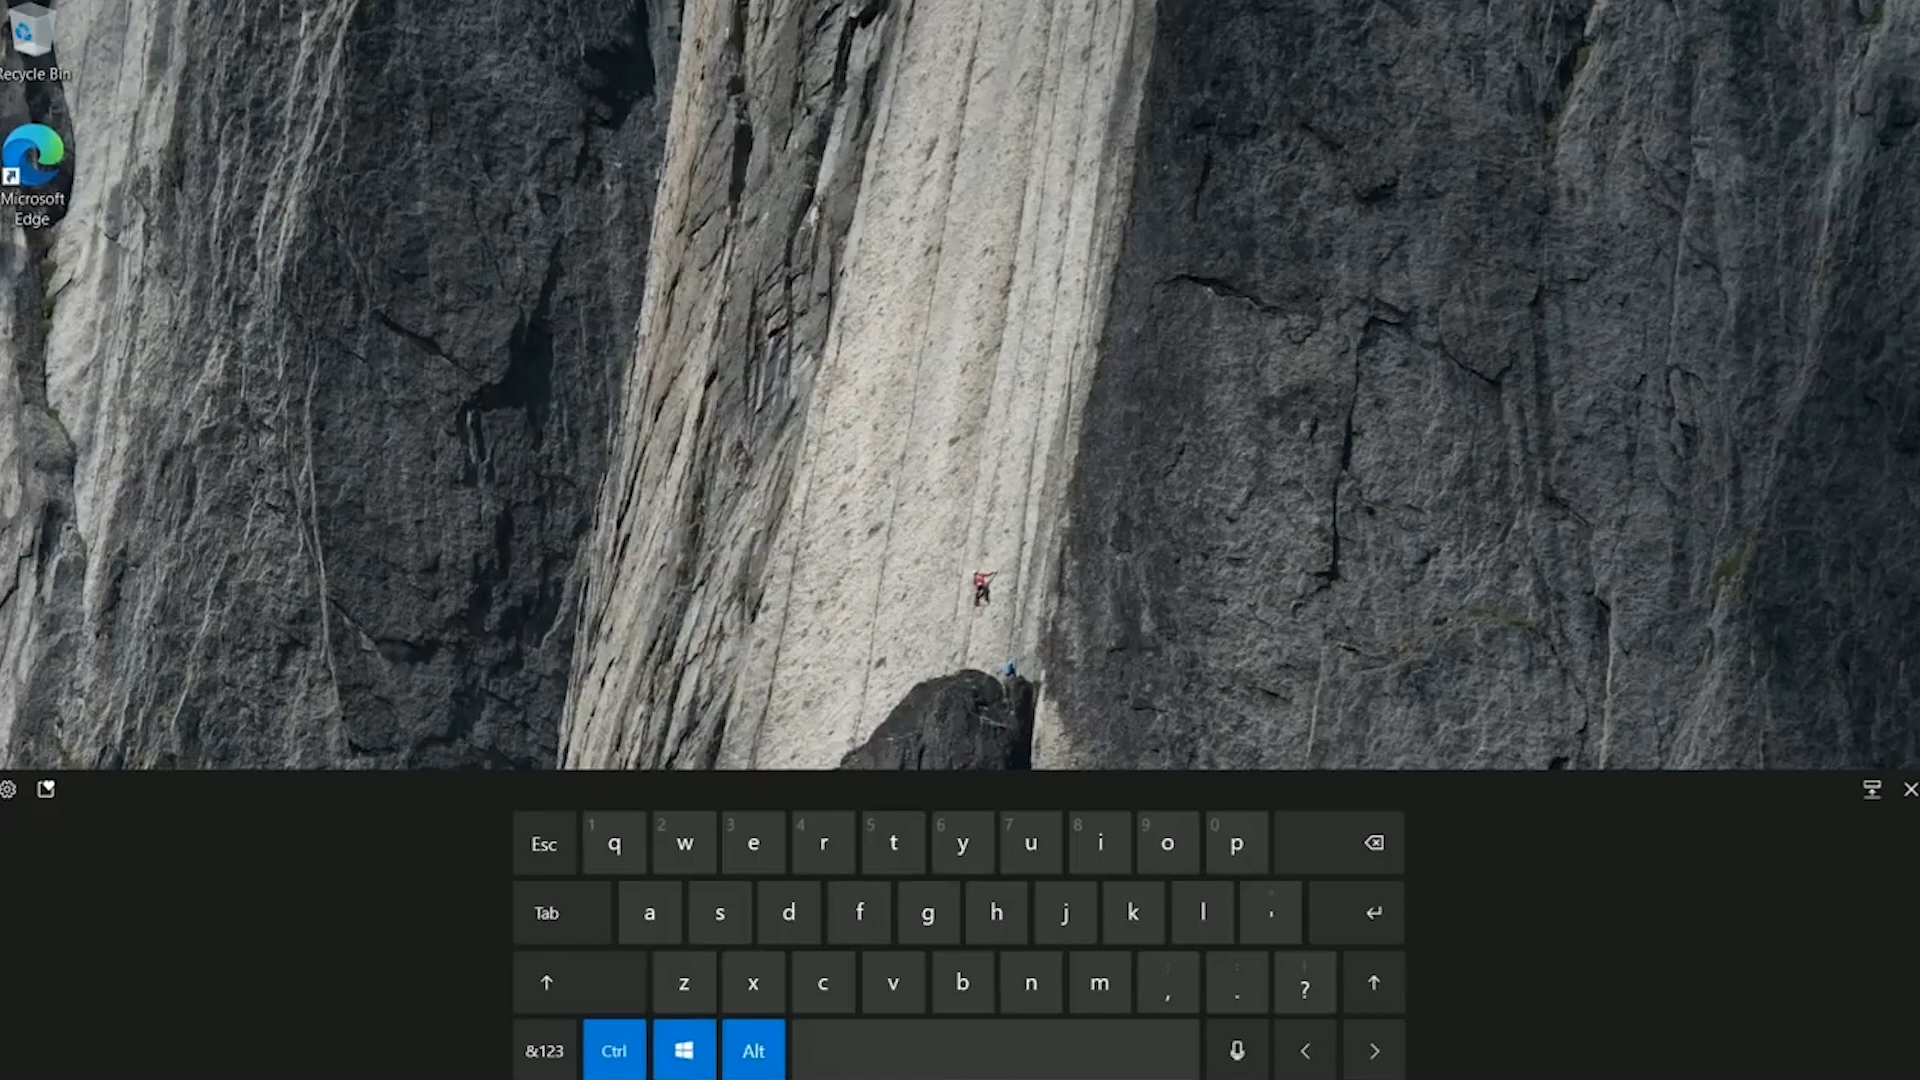 Recycle Bin
Microsoft
Edge
Esc 1 q 2 w 3 e 4 r 5 t 6 y 7 u 8 i 9 o 0 p
Tab a s d f g h j k l '
z x c v b n m ; , : . ! ?
&123 Ctrl Alt < >